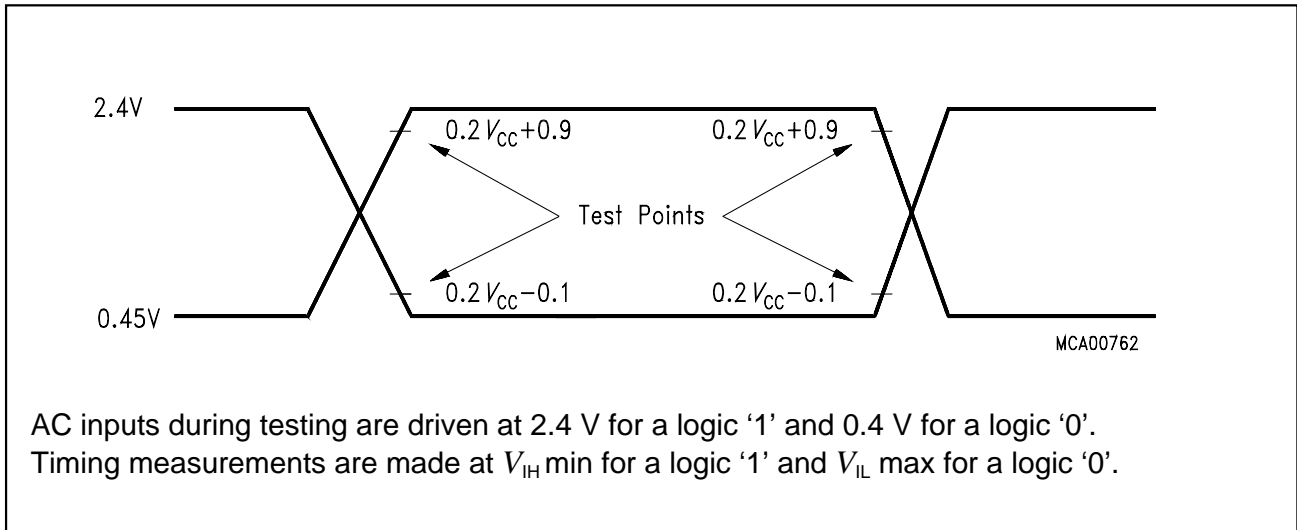 2.4V
0.2 VCC+0.9 0.2 VCC+0.9
Test Points
0.2 VCC−0.1 0.2 VCC−0.1
0.45V
MCA00762
AC inputs during testing are driven at 2.4 V for a logic ‘1’ and 0.4 V for a logic ‘0’.
Timing measurements are made at VIH min for a logic ‘1’ and VIL max for a logic ‘0’.